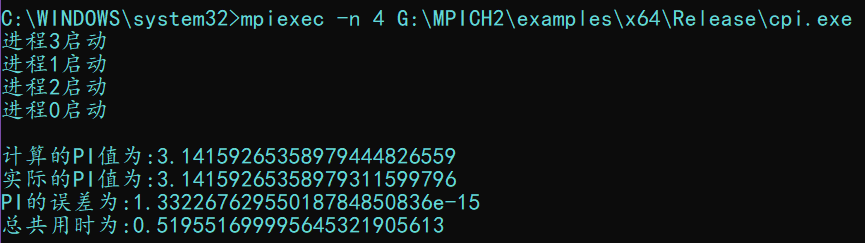 C:\WINDOWS\system32>mpiexec -n 4 G:\MPICH2\examples\x64\Release\cpi.exe
进程3启动
进程1启动
进程2启动
进程0启动
计算的PI值为:3.14159265358979444826559
实际的PI值为:3.14159265358979311599796
PI的误差为:1.33226762955018784850836e-15
总共用时为:0.519551699995645321905613